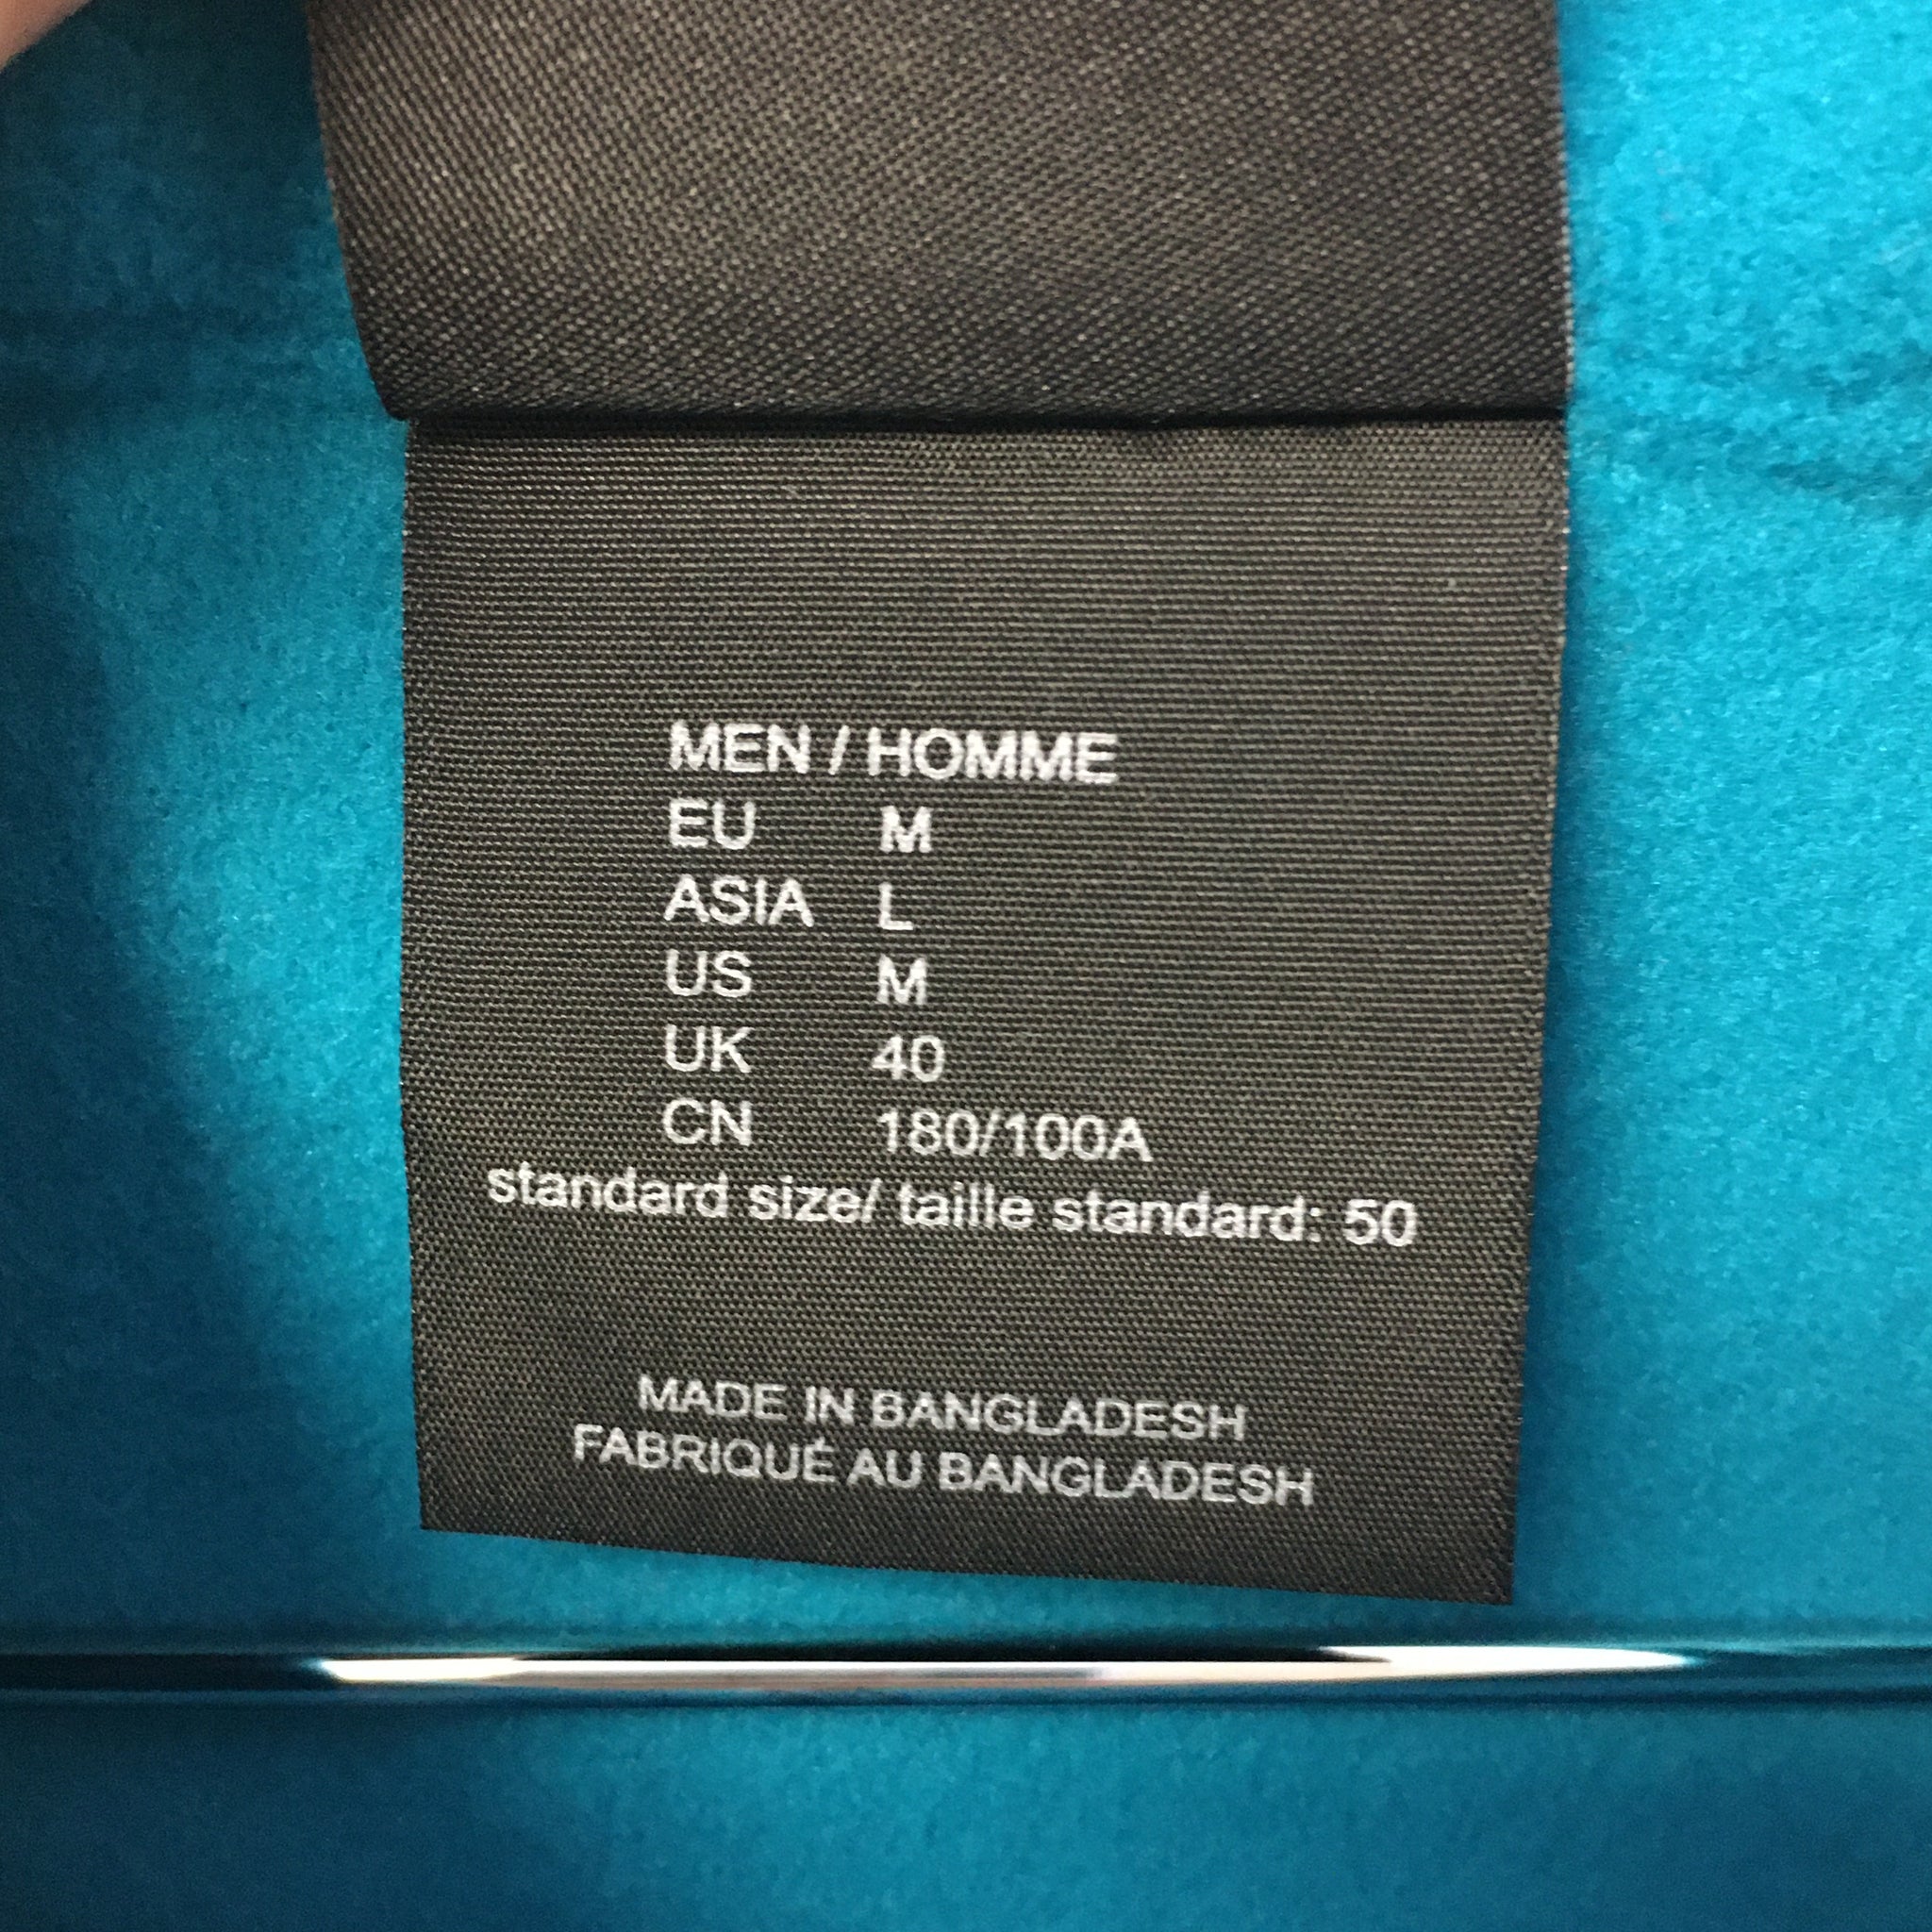 MEN / HOMME
EU M
ASIA L
US M
UK 40
CN 180/100A
standard size/ taille standard: 50
MADE IN BANGLADESH
FABRIQUÉ AU BANGLADESH